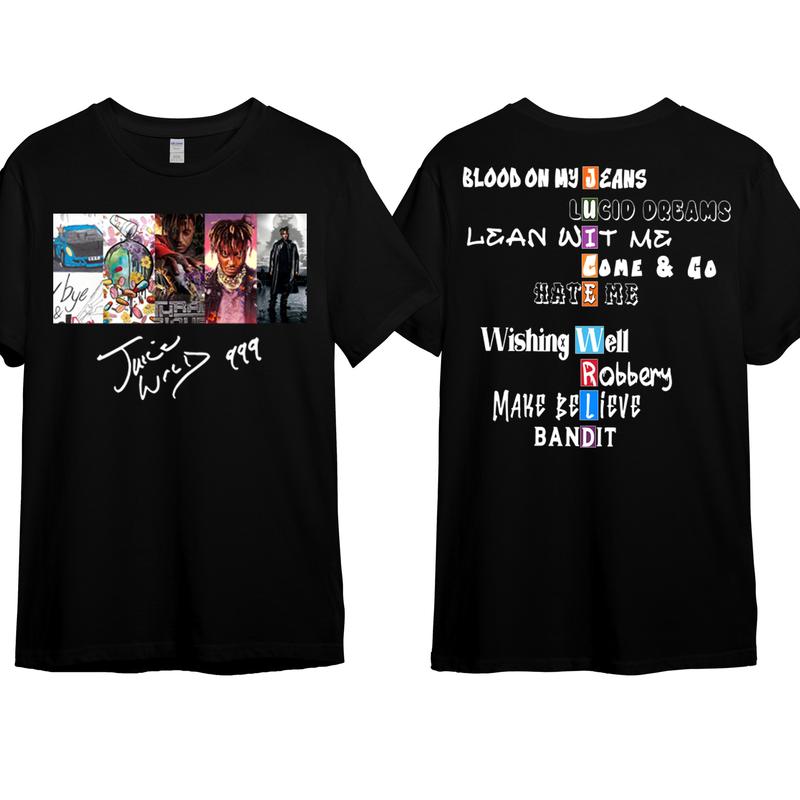 bye
&
Juice
WRLD 999
BLOOD ON MY JEANS
LUCID DREAMS
LEAN WIT ME
COME & GO
HATE ME
Wishing Well
Robbery
MAKE BELIEVE
BANDIT